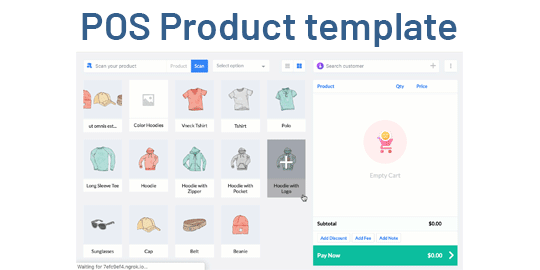 POS Product template
Scan your product
Product
Scan
Select option
Search customer
Product Qty Price
ut omnis est...
Color Hoodies
Vneck Tshirt
Tshirt
Polo
Long Sleeve Tee
Hoodie
Hoodie with Zipper
Hoodie with Pocket
Hoodie with Logo
Empty Cart
Sunglasses
Cap
Belt
Beanie
Subtotal $0.00
Add Discount Add Fee Add Note
Pay Now $0.00
Waiting for 7efc8ef4.ngrok.io...